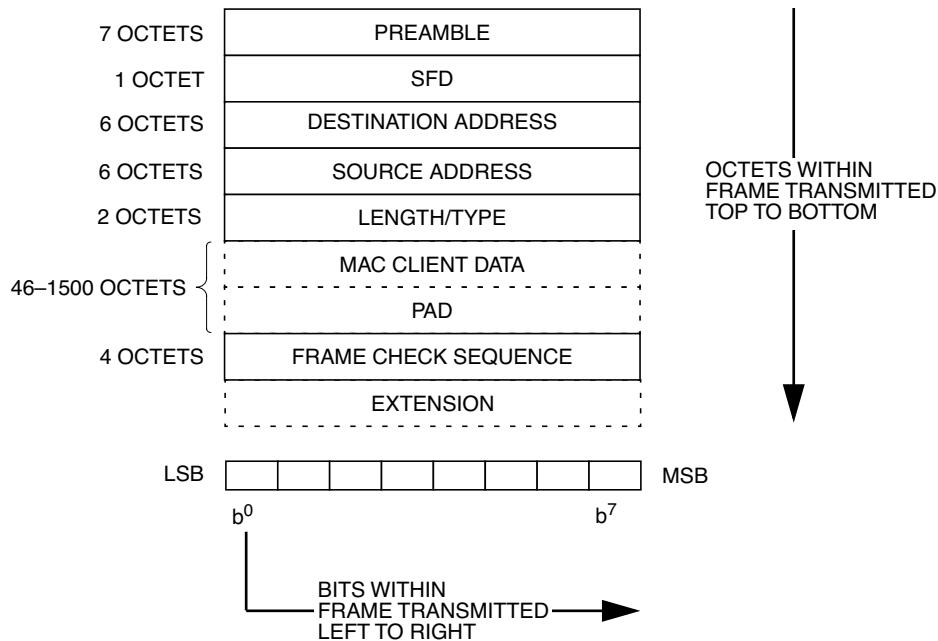 7 OCTETS PREAMBLE
1 OCTET SFD
6 OCTETS DESTINATION ADDRESS
6 OCTETS SOURCE ADDRESS
2 OCTETS LENGTH/TYPE
46–1500 OCTETS
MAC CLIENT DATA
PAD
4 OCTETS FRAME CHECK SEQUENCE
EXTENSION
OCTETS WITHIN
FRAME TRANSMITTED
TOP TO BOTTOM
LSB MSB
b0 b7
BITS WITHIN
FRAME TRANSMITTED
LEFT TO RIGHT